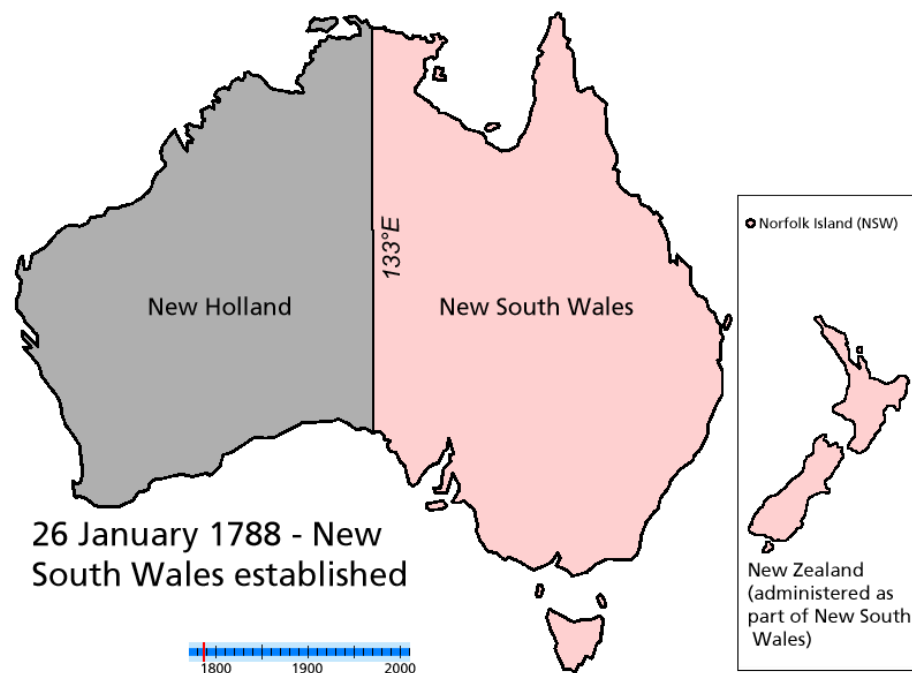 133°E
Norfolk Island (NSW)
New Holland
New South Wales
26 January 1788 - New
South Wales established
New Zealand
(administered as
part of New South
Wales)
1800 1900 2000